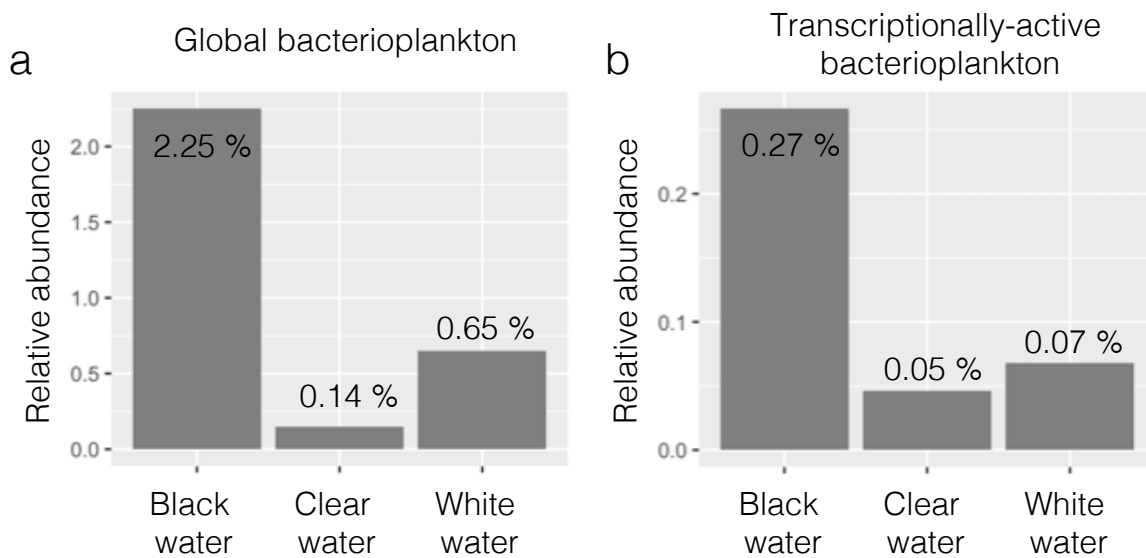 a
Global bacterioplankton
Relative abundance
2.0
1.5
1.0
0.5
0.0
2.25 %
0.14 %
0.65 %
Black
water
Clear
water
White
water
b
Transcriptionally-active
bacterioplankton
Relative abundance
0.2
0.1
0.0
0.27 %
0.05 %
0.07 %
Black
water
Clear
water
White
water